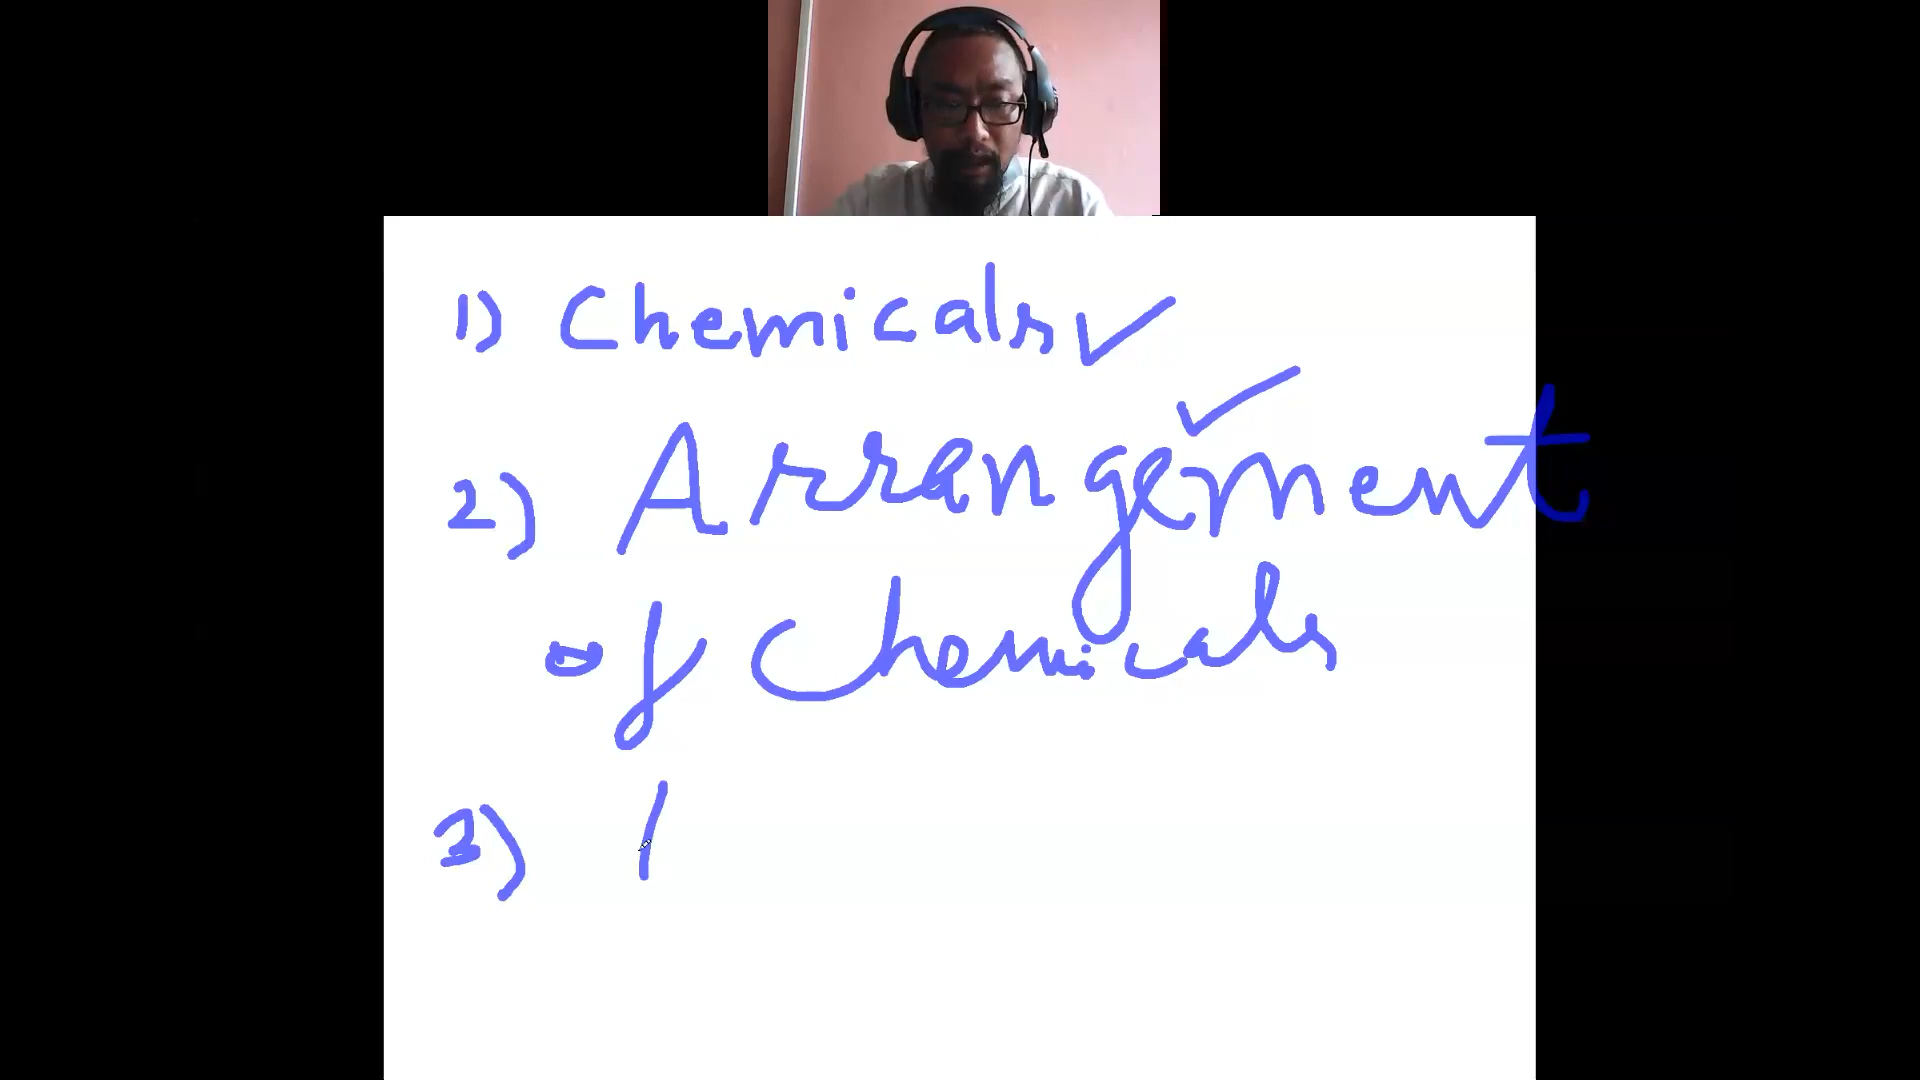 1) Chemicals ✓
2) Arrangement ✓
of Chemicals
3)